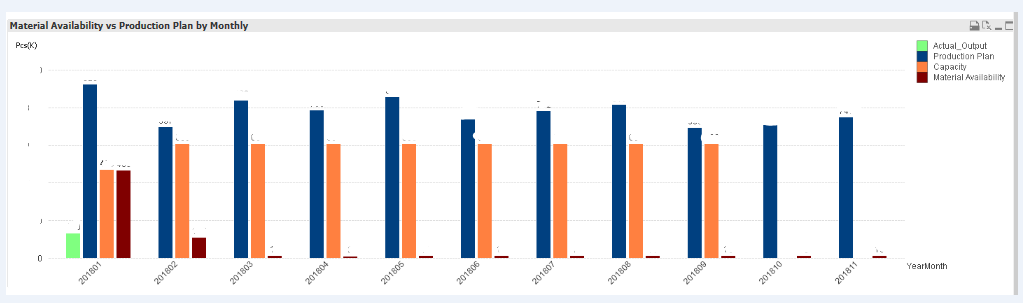 Material Availability vs Production Plan by Monthly
Pcs(K)
Actual_Output
Production Plan
Capacity
Material Availability
0
201801
201802
201803
201804
201805
201806
201807
201808
201809
201810
201811
YearMonth